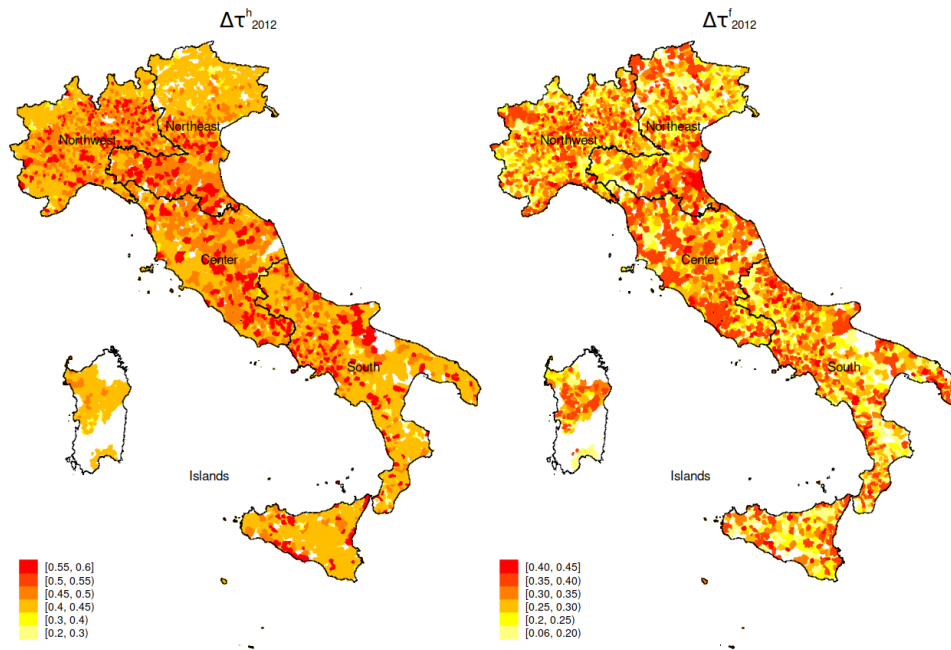 Δτʰ₂₀₁₂
Δτᶠ₂₀₁₂
Northwest
Northeast
Center
South
Islands
[0.55, 0.6]
[0.5, 0.55)
[0.45, 0.5)
[0.4, 0.45)
[0.3, 0.4)
[0.2, 0.3)
Northwest
Northeast
Center
South
Islands
[0.40, 0.45]
[0.35, 0.40)
[0.30, 0.35)
[0.25, 0.30)
[0.2, 0.25)
[0.06, 0.20)